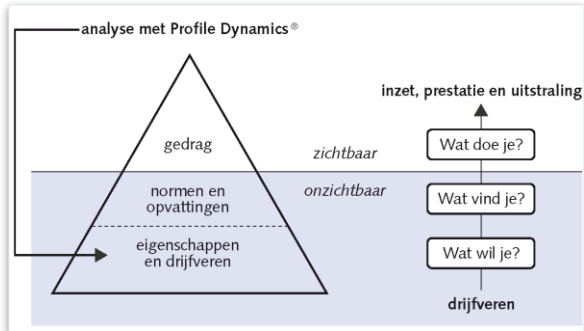 analyse met Profile Dynamics®
inzet, prestatie en uitstraling
gedrag
zichtbaar
Wat doe je?
normen en
opvattingen
onzichtbaar
Wat vind je?
eigenschappen
en drijfveren
Wat wil je?
drijfveren